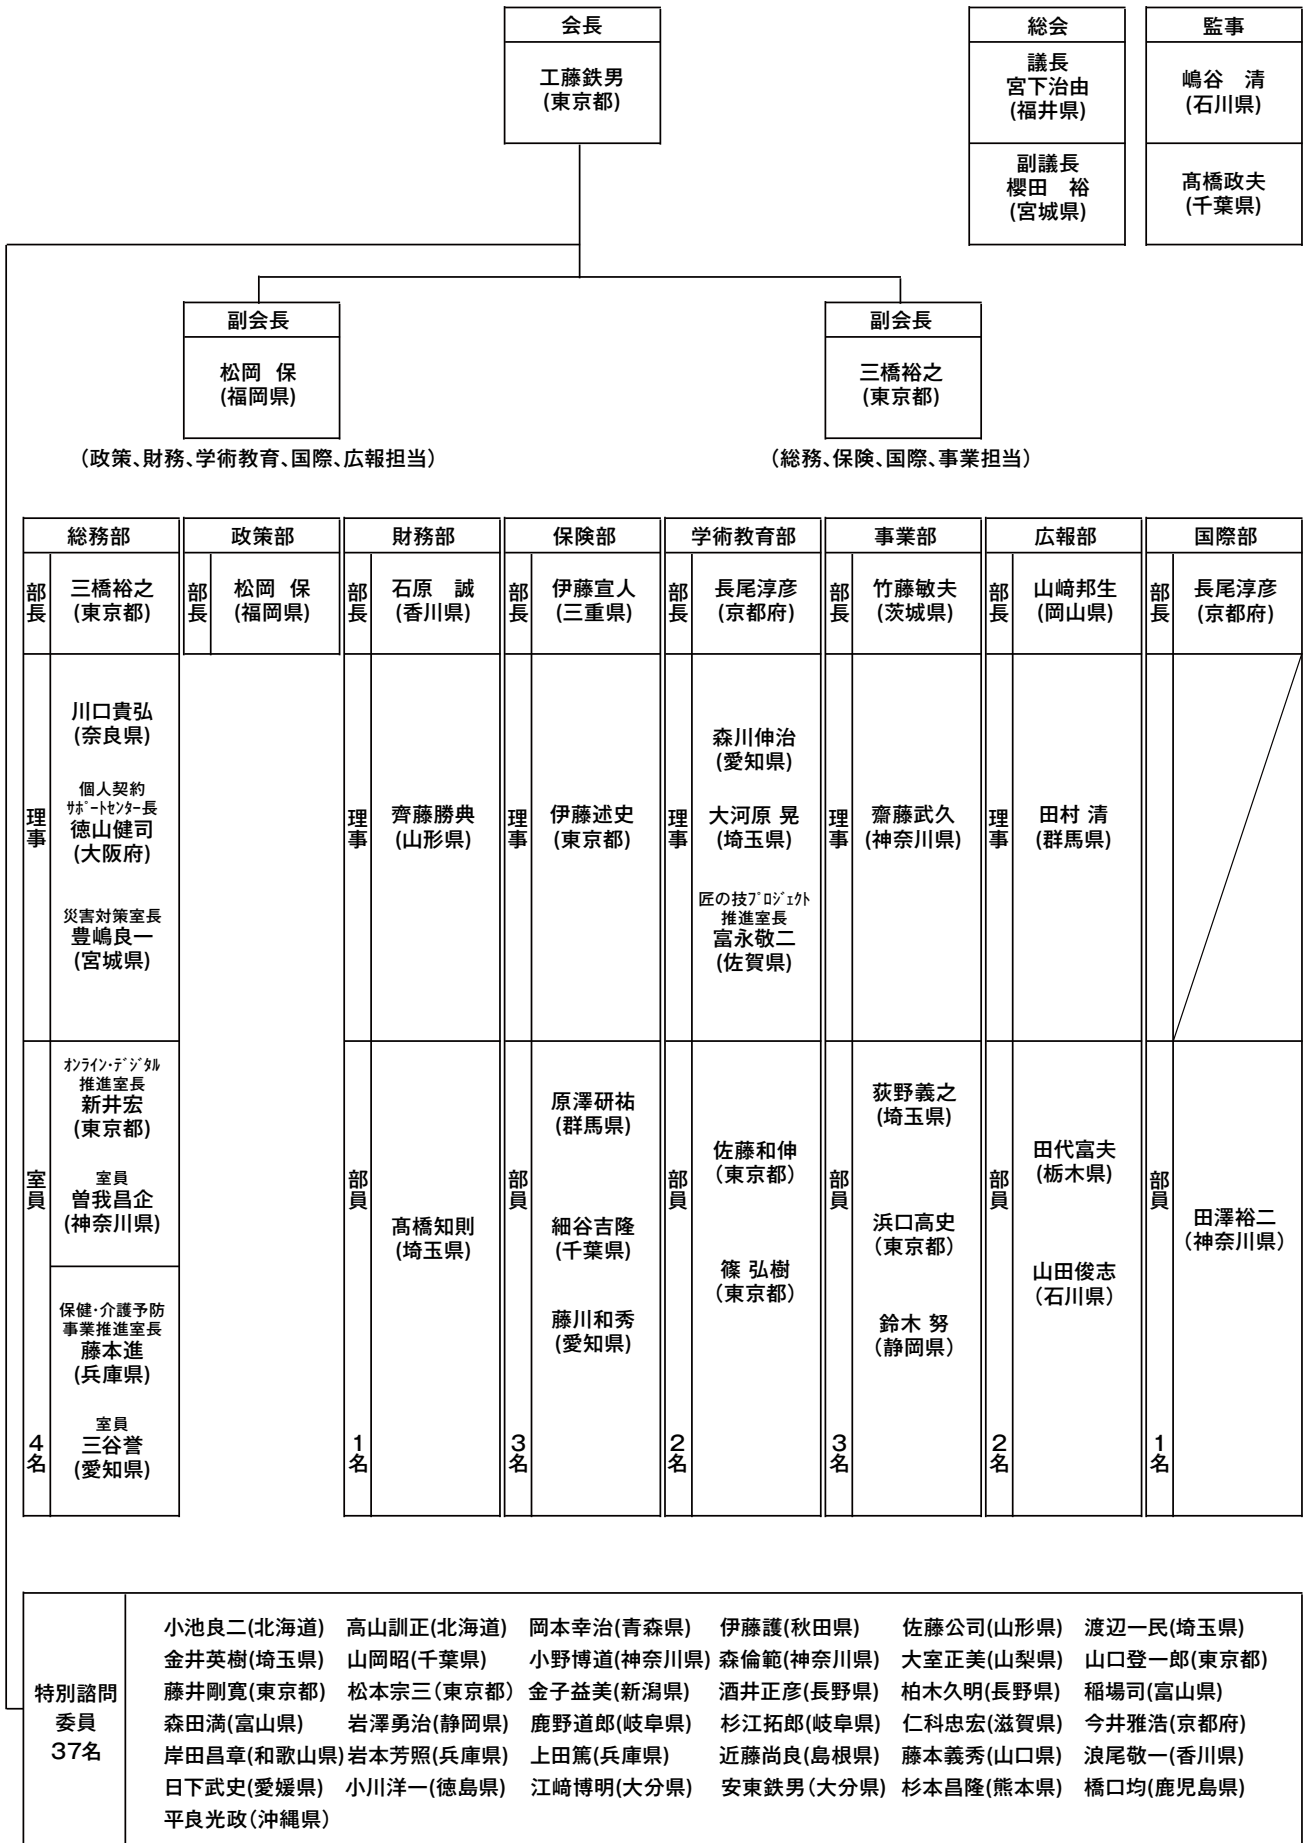 会長
工藤鉄男
(東京都)
総会
議長
宮下治由
(福井県)
副議長
櫻田　裕
(宮城県)
監事
嶋谷　清
(石川県)
髙橋政夫
(千葉県)
副会長
松岡 保
(福岡県)
(政策、財務、学術教育、国際、広報担当)
副会長
三橋裕之
(東京都)
(総務、保険、国際、事業担当)
総務部
部長
三橋裕之
(東京都)
理事
川口貴弘
(奈良県)
個人契約
ｻﾎﾟｰﾄｾﾝﾀｰ長
徳山健司
(大阪府)
災害対策室長
豊嶋良一
(宮城県)
室員
4名
ｵﾝﾗｲﾝ･ﾃﾞｼﾞﾀﾙ
推進室長
新井宏
(東京都)
室員
曽我昌企
(神奈川県)
保健･介護予防
事業推進室長
藤本進
(兵庫県)
室員
三谷誉
(愛知県)
政策部
部長
松岡 保
(福岡県)
財務部
部長
石原　誠
(香川県)
理事
齊藤勝典
(山形県)
部員
1名
髙橋知則
(埼玉県)
保険部
部長
伊藤宣人
(三重県)
理事
伊藤述史
(東京都)
部員
3名
原澤研祐
(群馬県)
細谷吉隆
(千葉県)
藤川和秀
(愛知県)
学術教育部
部長
長尾淳彦
(京都府)
理事
森川伸治
(愛知県)
大河原 晃
(埼玉県)
匠の技ﾌﾟﾛｼﾞｪｸﾄ
推進室長
富永敬二
(佐賀県)
部員
2名
佐藤和伸
(東京都)
篠 弘樹
(東京都)
事業部
部長
竹藤敏夫
(茨城県)
理事
齋藤武久
(神奈川県)
部員
3名
荻野義之
(埼玉県)
浜口高史
(東京都)
鈴木 努
(静岡県)
広報部
部長
山﨑邦生
(岡山県)
理事
田村 清
(群馬県)
部員
2名
田代富夫
(栃木県)
山田俊志
(石川県)
国際部
部長
長尾淳彦
(京都府)
部員
1名
田澤裕二
(神奈川県)
特別諮問
委員
37名
小池良二(北海道) 高山訓正(北海道) 岡本幸治(青森県) 伊藤護(秋田県) 佐藤公司(山形県) 渡辺一民(埼玉県)
金井英樹(埼玉県) 山岡昭(千葉県) 小野博道(神奈川県) 森倫範(神奈川県) 大室正美(山梨県) 山口登一郎(東京都)
藤井剛寛(東京都) 松本宗三(東京都) 金子益美(新潟県) 酒井正彦(長野県) 柏木久明(長野県) 稲場司(富山県)
森田満(富山県) 岩澤勇治(静岡県) 鹿野道郎(岐阜県) 杉江拓郎(岐阜県) 仁科忠宏(滋賀県) 今井雅浩(京都府)
岸田昌章(和歌山県) 岩本芳照(兵庫県) 上田篤(兵庫県) 近藤尚良(島根県) 藤本義秀(山口県) 浪尾敬一(香川県)
日下武史(愛媛県) 小川洋一(徳島県) 江﨑博明(大分県) 安東鉄男(大分県) 杉本昌隆(熊本県) 橋口均(鹿児島県)
平良光政(沖縄県)